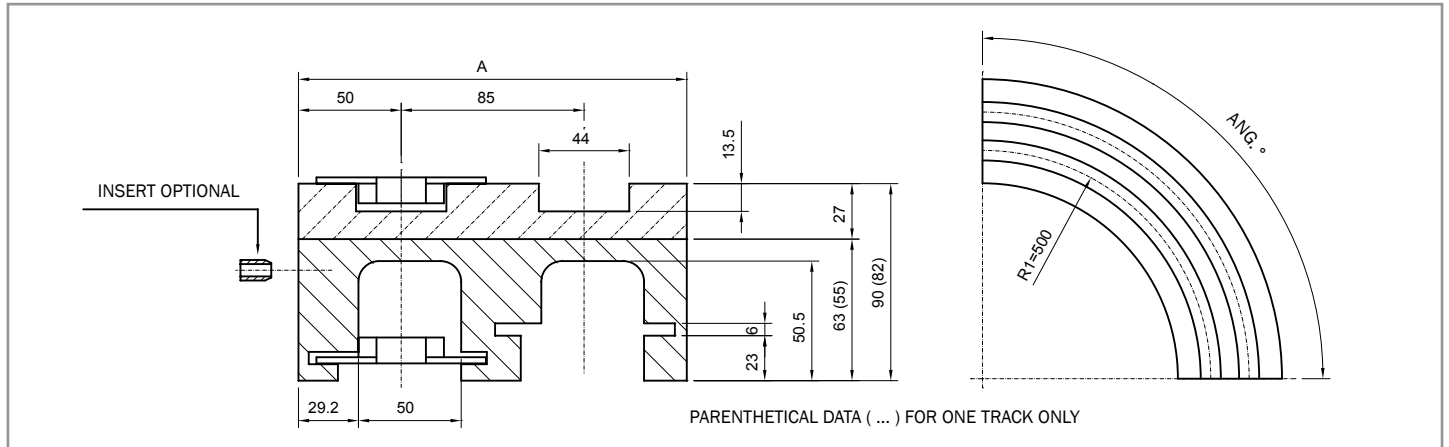 A
50
85
44
13.5
INSERT OPTIONAL
27
63 (55)
90 (82)
50.5
6
23
29.2
50
PARENTHETICAL DATA ( ... ) FOR ONE TRACK ONLY
ANG. °
R1=500